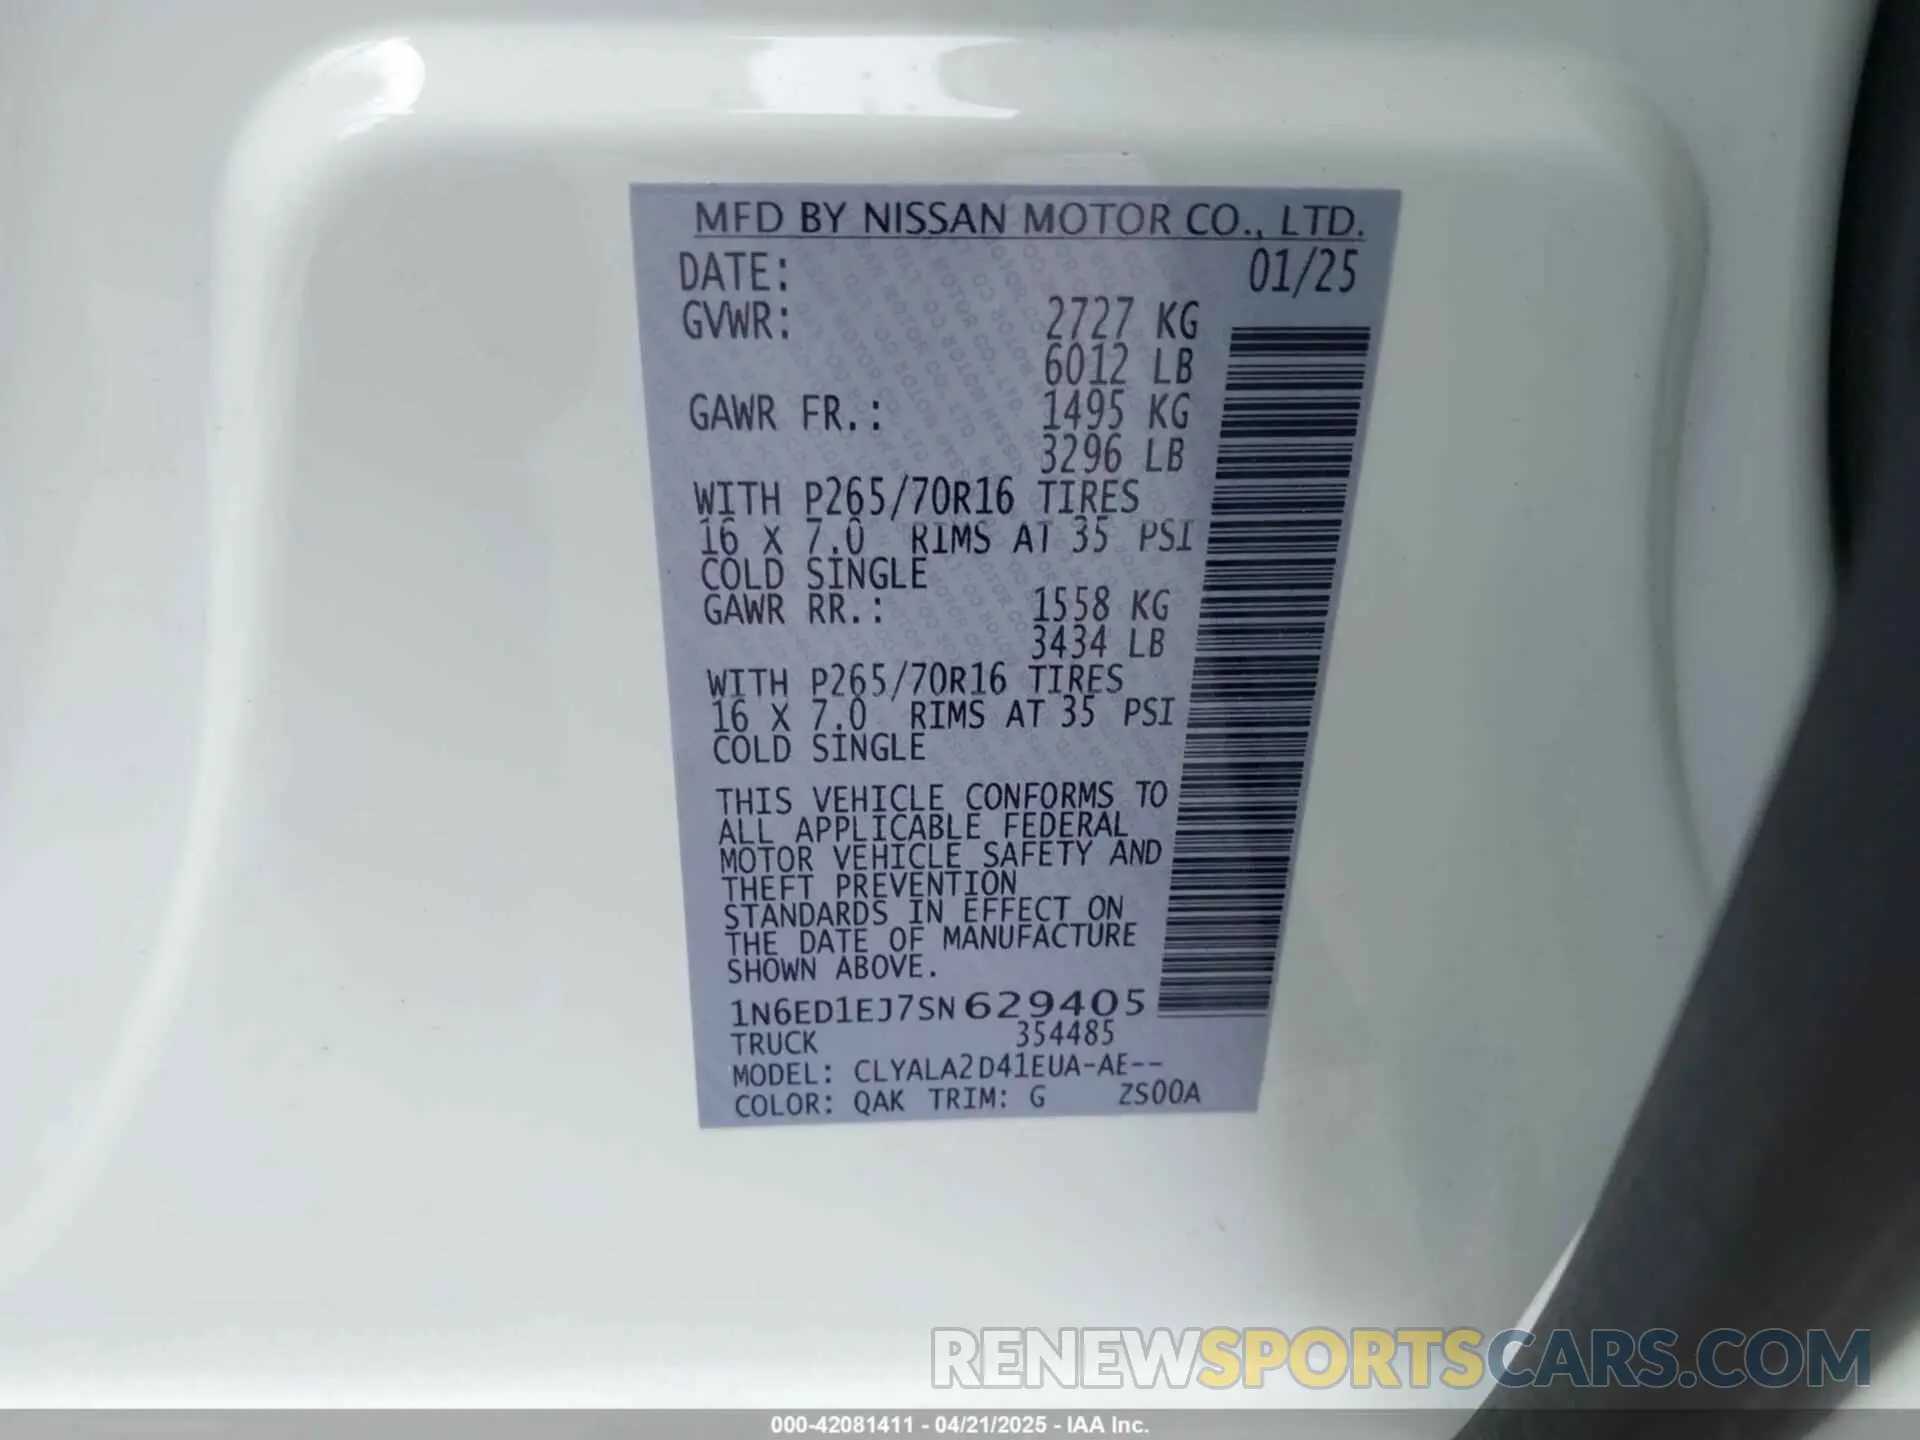 MFD BY NISSAN MOTOR CO., LTD.
DATE: 01/25
GVWR: 2727 KG
6012 LB
GAWR FR.: 1495 KG
3296 LB
WITH P265/70R16 TIRES
16 X 7.0 RIMS AT 35 PSI
COLD SINGLE
GAWR RR.: 1558 KG
3434 LB
WITH P265/70R16 TIRES
16 X 7.0 RIMS AT 35 PSI
COLD SINGLE
THIS VEHICLE CONFORMS TO
ALL APPLICABLE FEDERAL
MOTOR VEHICLE SAFETY AND
THEFT PREVENTION
STANDARDS IN EFFECT ON
THE DATE OF MANUFACTURE
SHOWN ABOVE.
1N6ED1EJ7SN629405
TRUCK 354485
MODEL: CLYALA2D41EUA-AE--
COLOR: QAK TRIM: G ZS00A
RENEWSPORTSCARS.COM
000-42081411 - 04/21/2025 - IAA Inc.